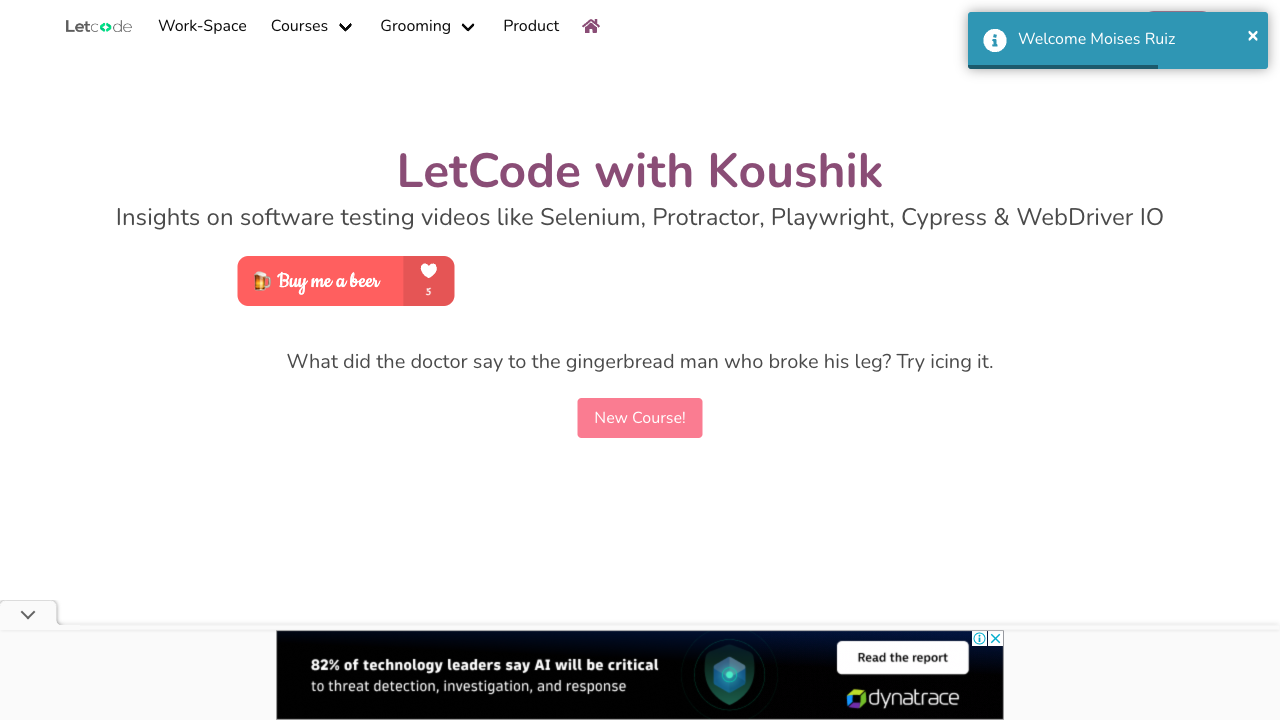 Letcode Work-Space Courses Grooming Product
Welcome Moises Ruiz ×
LetCode with Koushik
Insights on software testing videos like Selenium, Protractor, Playwright, Cypress & WebDriver IO
🍺 Buy me a beer 5
What did the doctor say to the gingerbread man who broke his leg? Try icing it.
New Course!
82% of technology leaders say AI will be critical
to threat detection, investigation, and response
Read the report
dynatrace